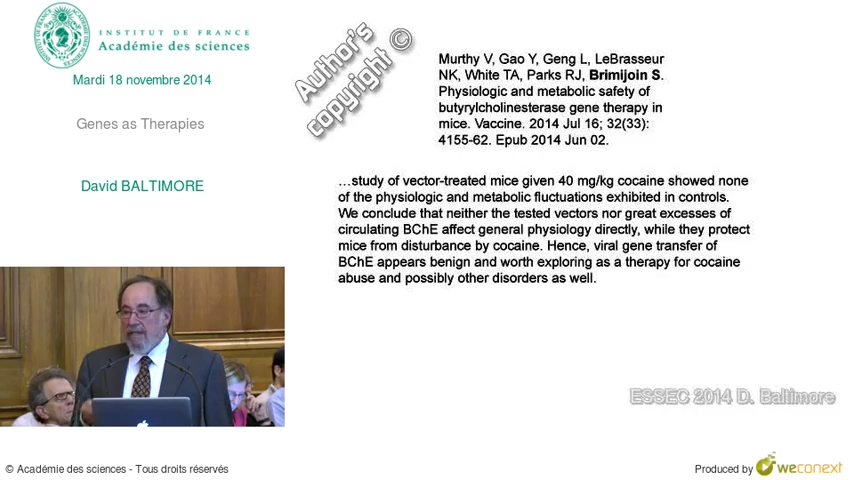 INSTITUT DE FRANCE
Académie des sciences
Mardi 18 novembre 2014
Genes as Therapies
David BALTIMORE
Author's
copyright ©
Murthy V, Gao Y, Geng L, LeBrasseur
NK, White TA, Parks RJ, Brimijoin S.
Physiologic and metabolic safety of
butyrylcholinesterase gene therapy in
mice. Vaccine. 2014 Jul 16; 32(33):
4155-62. Epub 2014 Jun 02.
…study of vector-treated mice given 40 mg/kg cocaine showed none
of the physiologic and metabolic fluctuations exhibited in controls.
We conclude that neither the tested vectors nor great excesses of
circulating BChE affect general physiology directly, while they protect
mice from disturbance by cocaine. Hence, viral gene transfer of
BChE appears benign and worth exploring as a therapy for cocaine
abuse and possibly other disorders as well.
ESSEC 2014 D. Baltimore
© Académie des sciences - Tous droits réservés
Produced by weconext